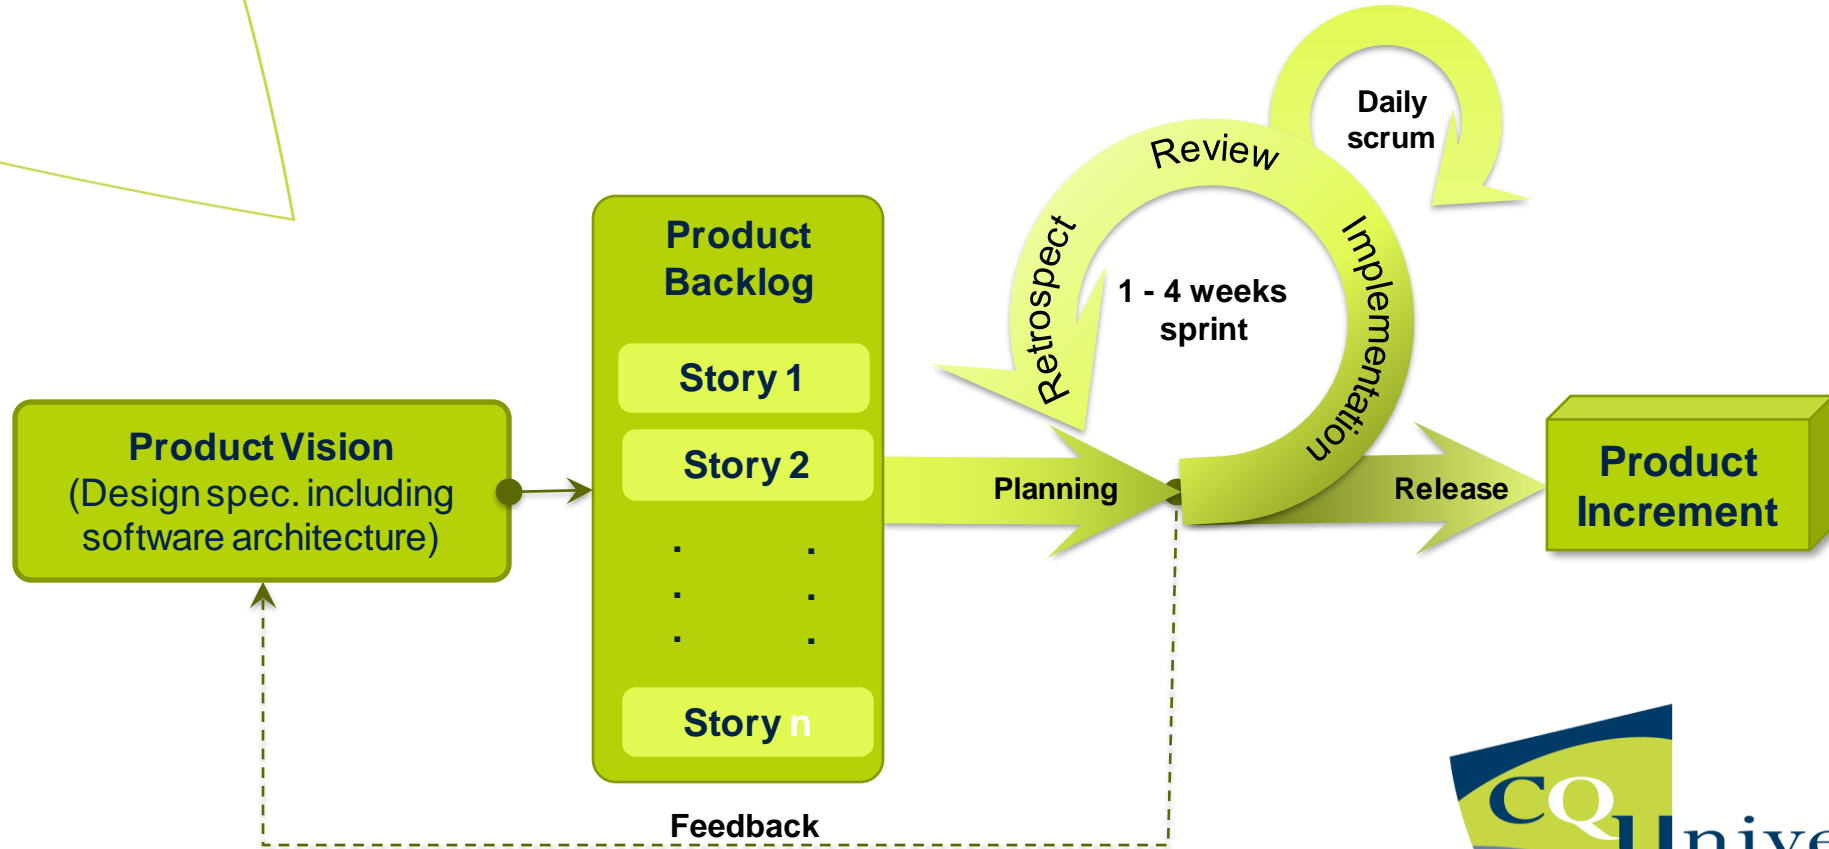 Product Vision
(Design spec. including
software architecture)
Product
Backlog
Story 1
Story 2
. .
. .
. .
Story n
Planning
Retrospect
Review
Implementation
1 - 4 weeks
sprint
Daily
scrum
Release
Product
Increment
Feedback
CQ